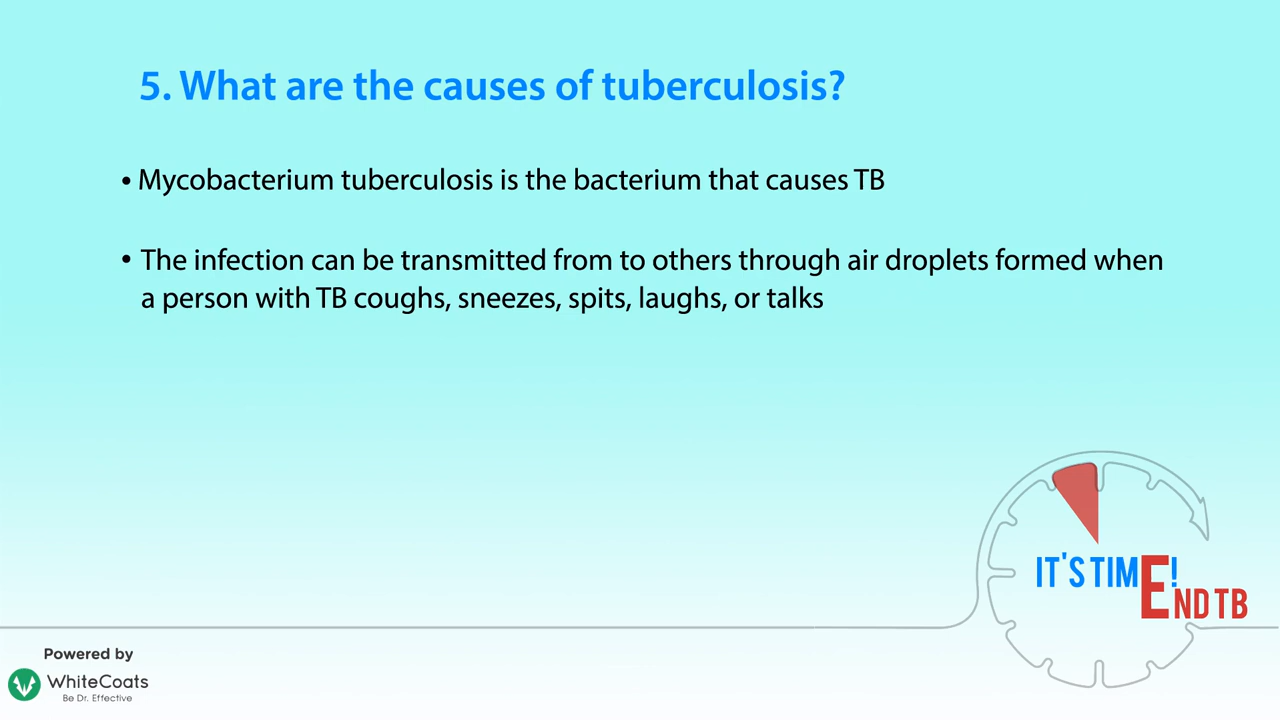 5. What are the causes of tuberculosis?
• Mycobacterium tuberculosis is the bacterium that causes TB
• The infection can be transmitted from to others through air droplets formed when
a person with TB coughs, sneezes, spits, laughs, or talks
IT'S TIME!
END TB
Powered by
WhiteCoats
Be Dr. Effective